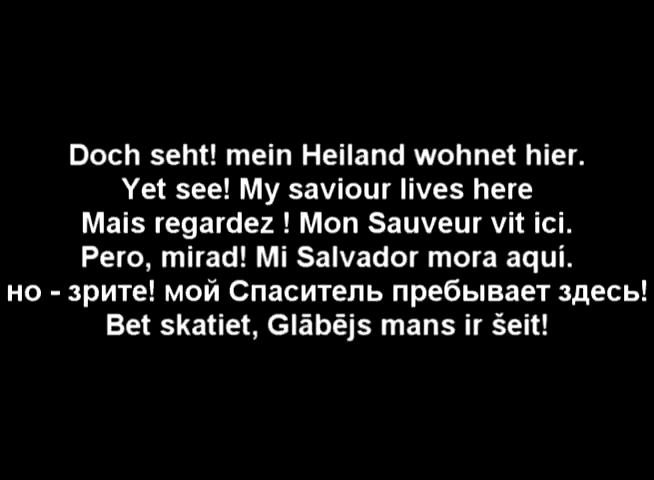 Doch seht! mein Heiland wohnet hier.
Yet see! My saviour lives here
Mais regardez ! Mon Sauveur vit ici.
Pero, mirad! Mi Salvador mora aquí.
но - зрите! мой Спаситель пребывает здесь!
Bet skatiet, Glābējs mans ir šeit!